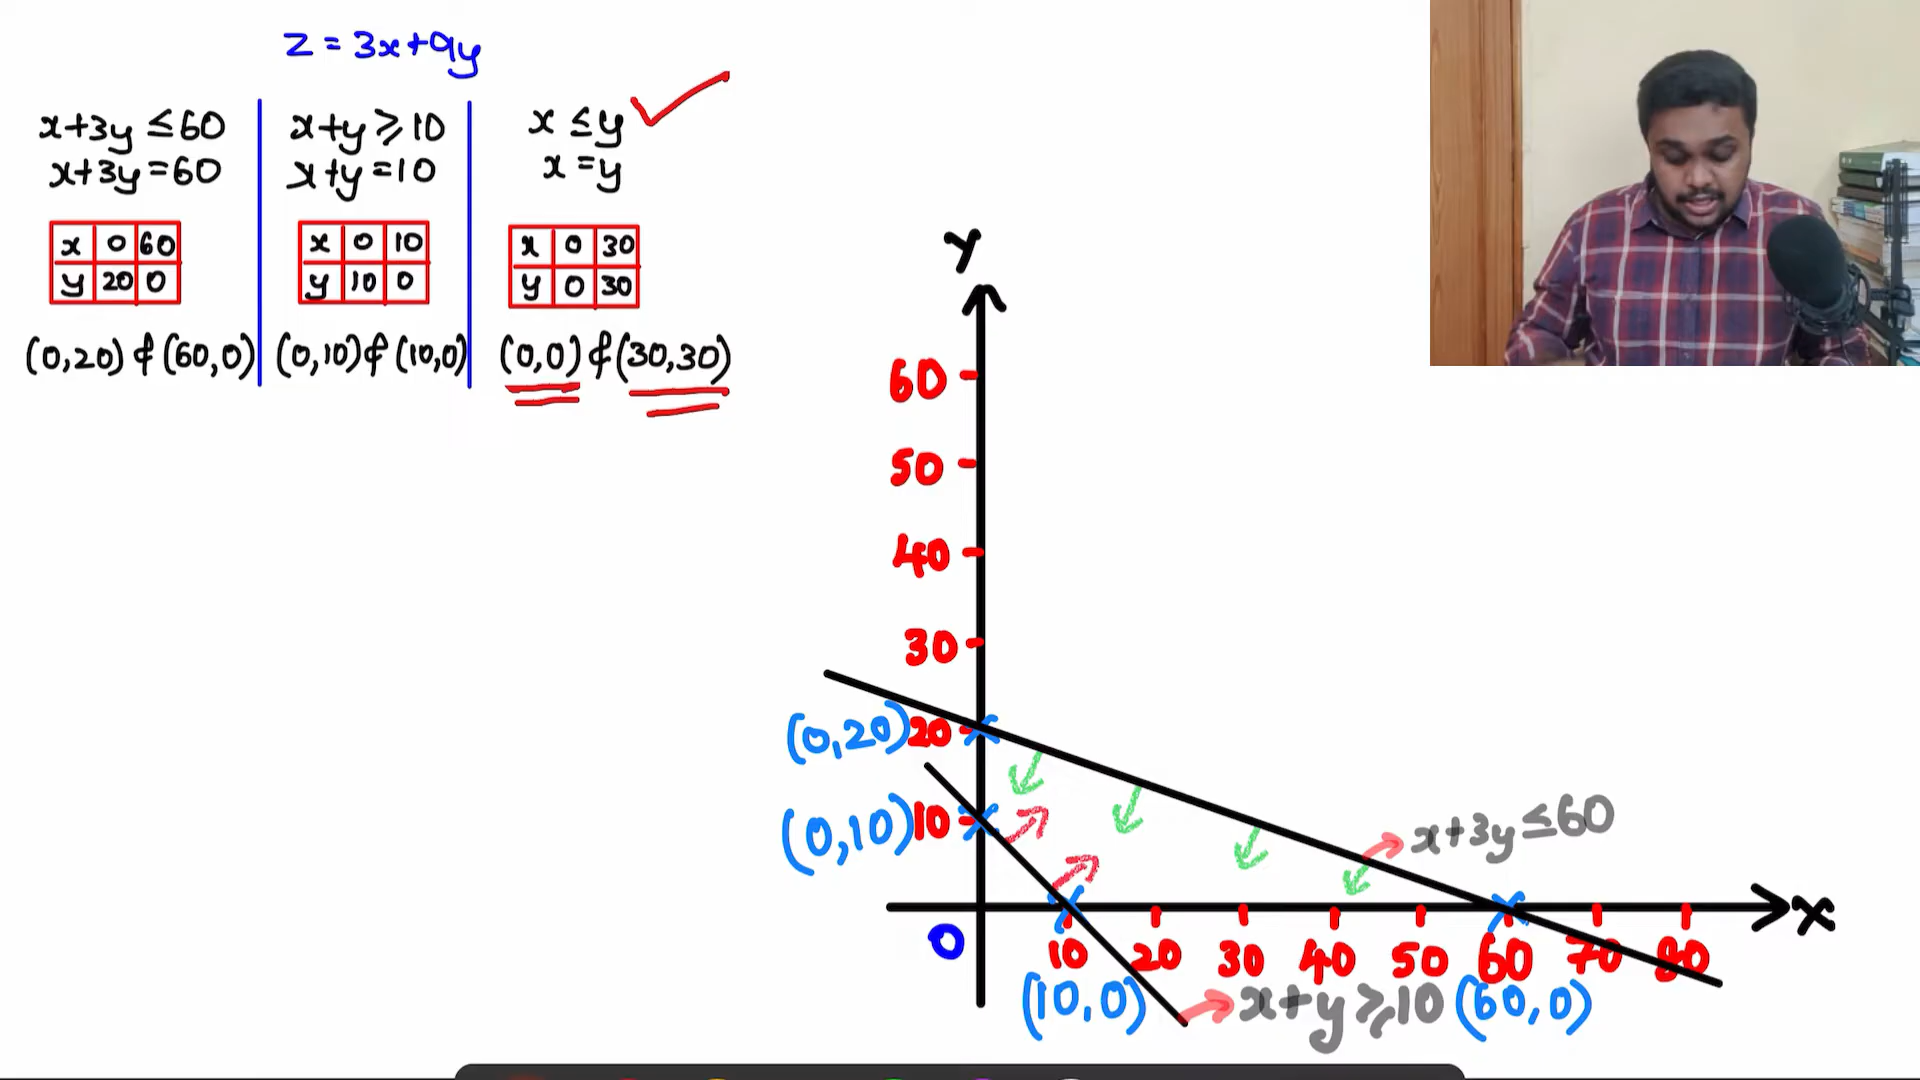 z = 3x+9y
x+3y ≤ 60
x+3y = 60
x 0 60
y 20 0
(0,20) & (60,0)
x+y ≥ 10
x+y = 10
x 0 10
y 10 0
(0,10) & (10,0)
x ≤ y
x = y
x 0 30
y 0 30
(0,0) & (30,30)
Y
60
50
40
30
(0,20) 20
(0,10) 10
x+3y ≤ 60
X
0 10 20 30 40 50 60 70 80
(10,0) x+y ≥ 10 (60,0)